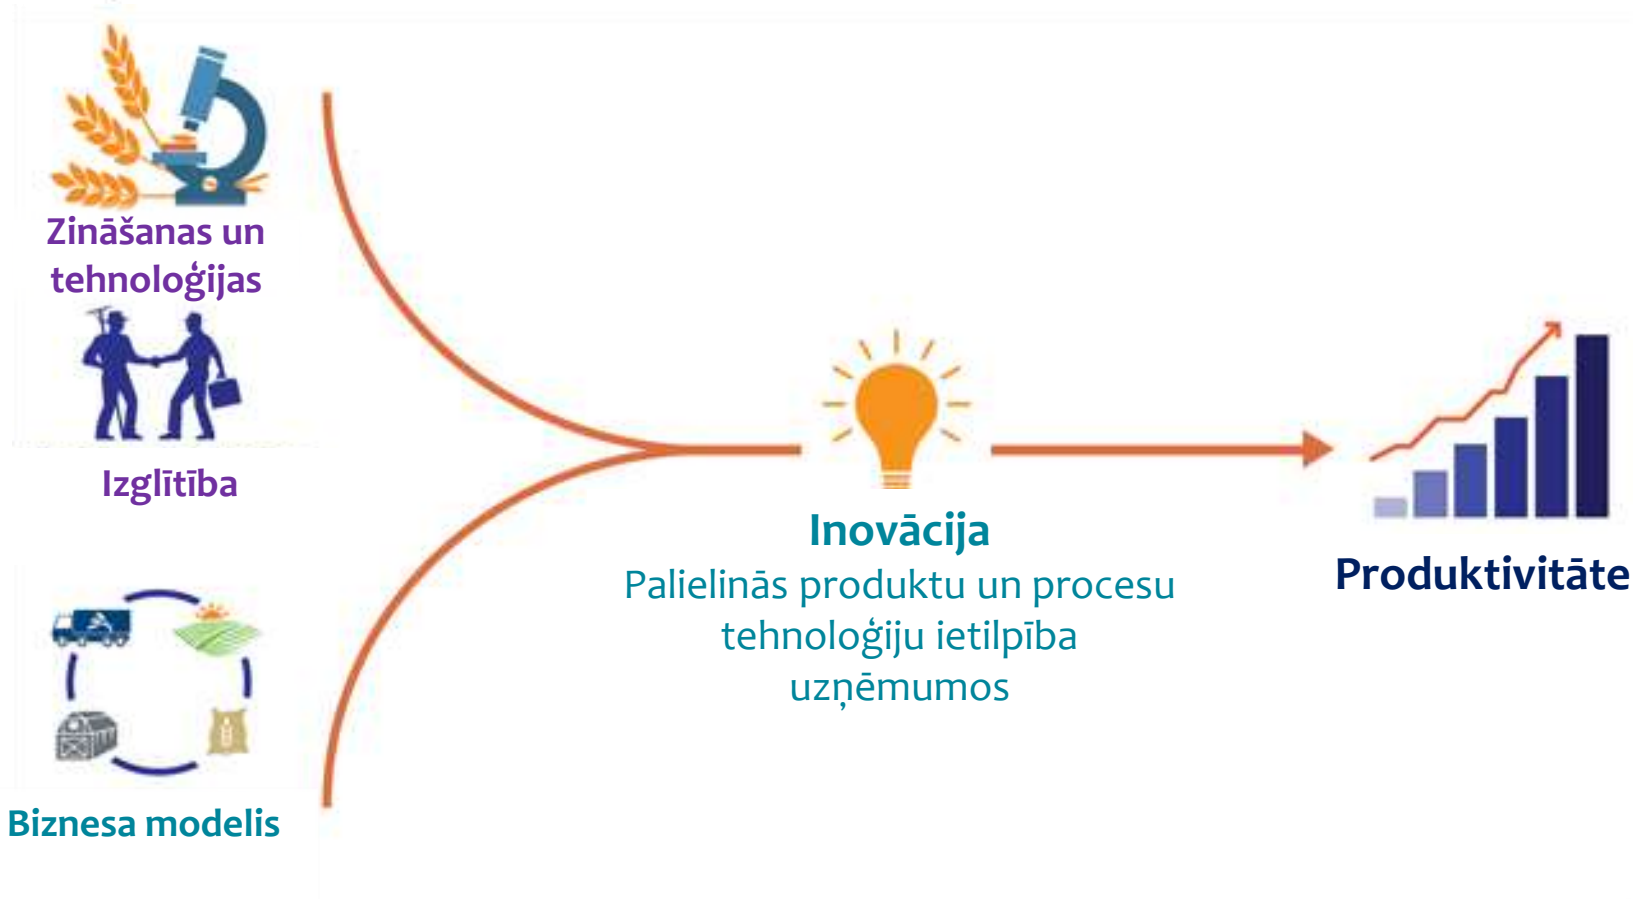 Zināšanas un
tehnoloģijas
Izglītība
Biznesa modelis
Inovācija
Palielinās produktu un procesu
tehnoloģiju ietilpība
uzņēmumos
Produktivitāte